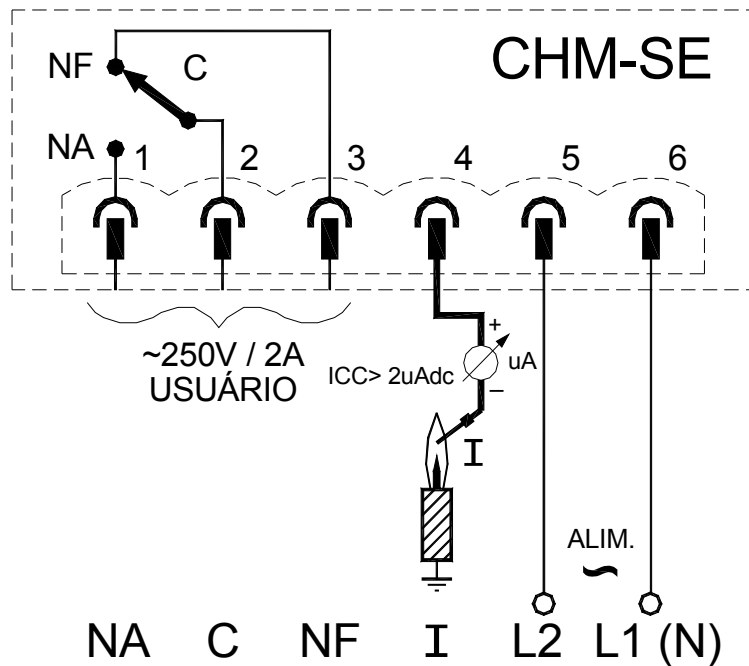 CHM-SE
NF C
NA
1 2 3 4 5 6
~250V / 2A
USUÁRIO
+
ICC> 2uAdc uA
–
I
ALIM.
~
NA C NF I L2 L1 (N)